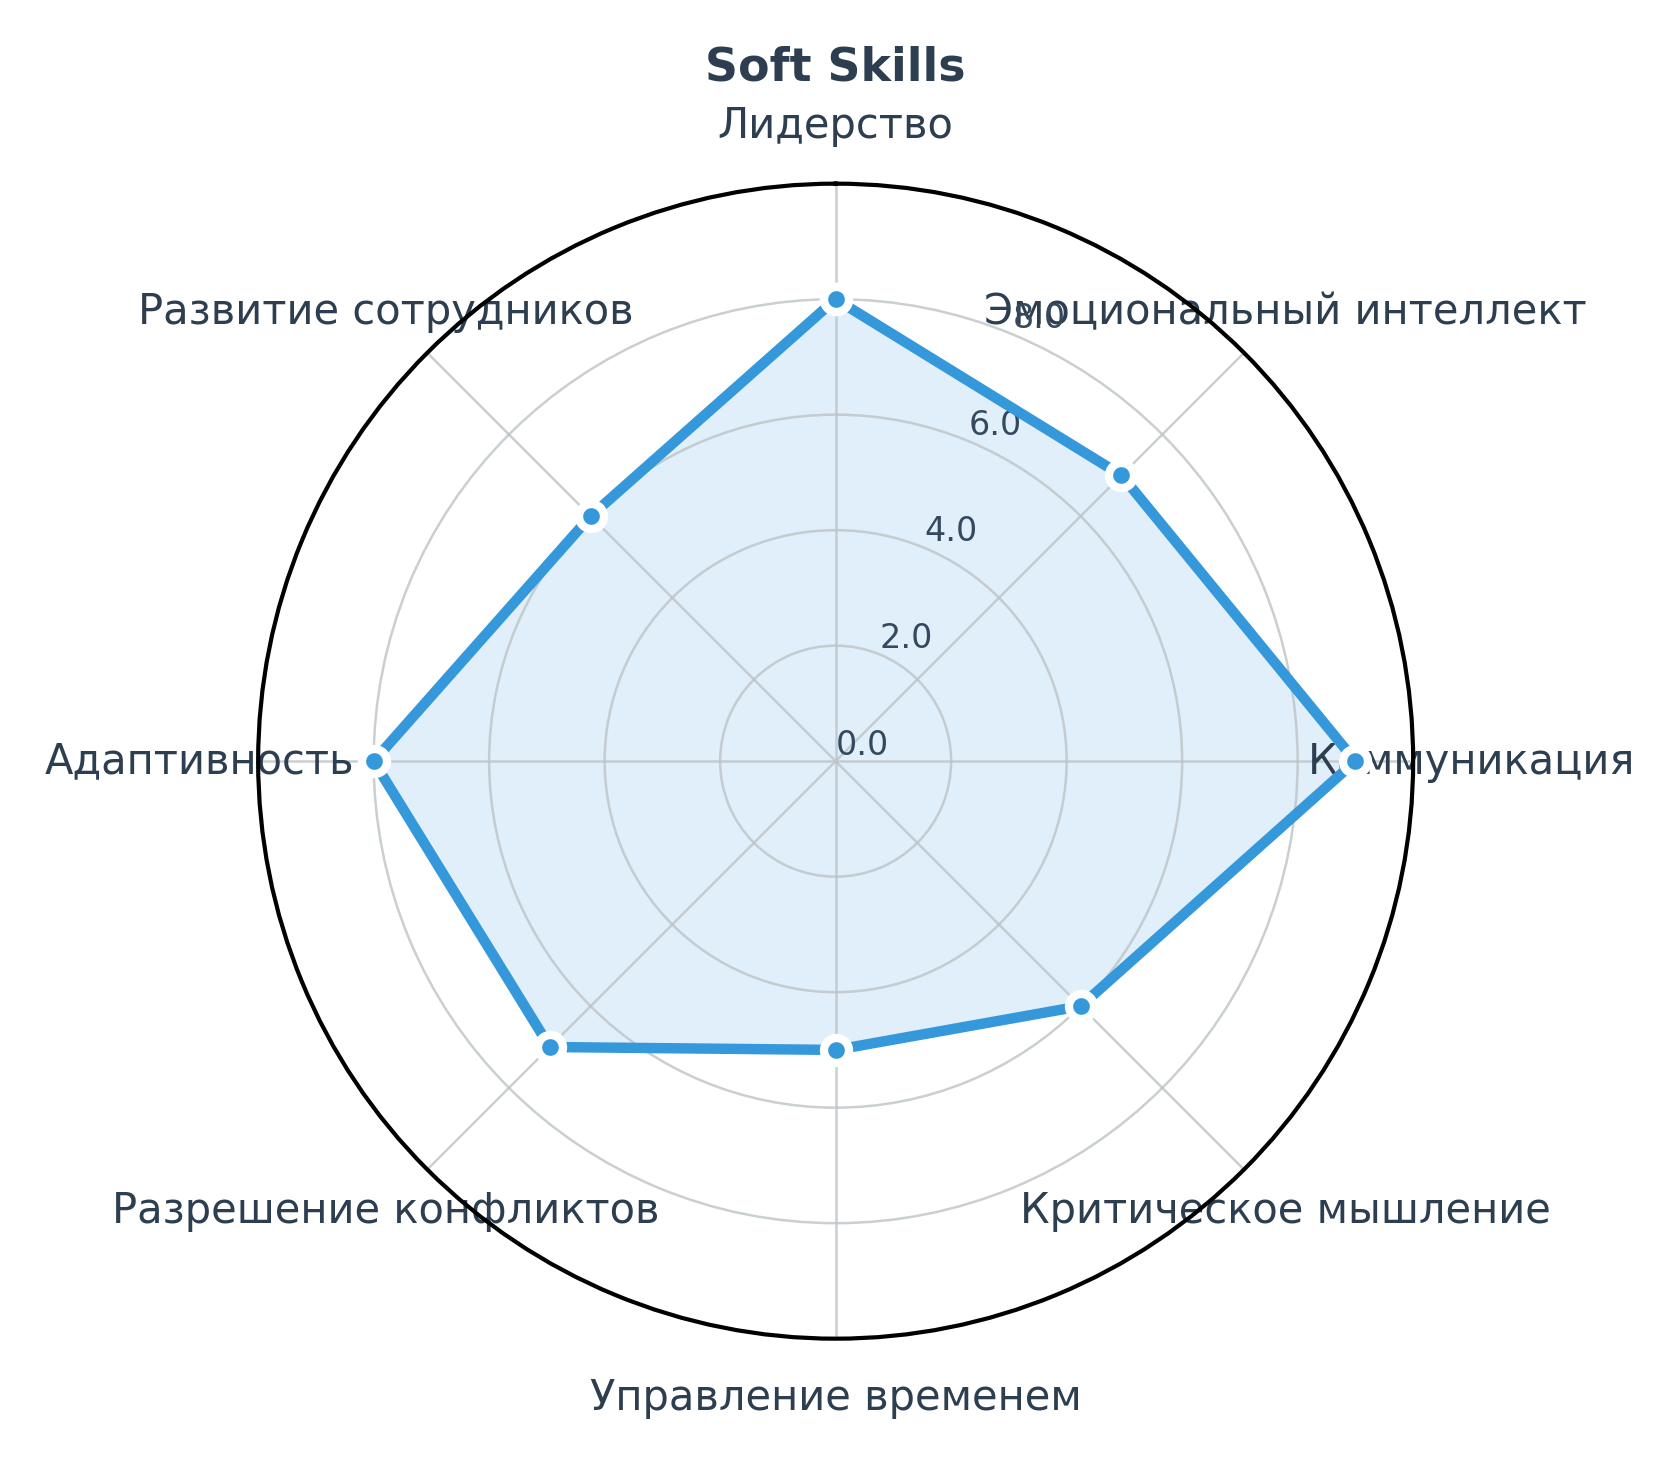 Soft Skills
Лидерство
Развитие сотрудников
Эмоциональный интеллект
8.0
6.0
4.0
2.0
0.0
Адаптивность
Коммуникация
Разрешение конфликтов
Критическое мышление
Управление временем